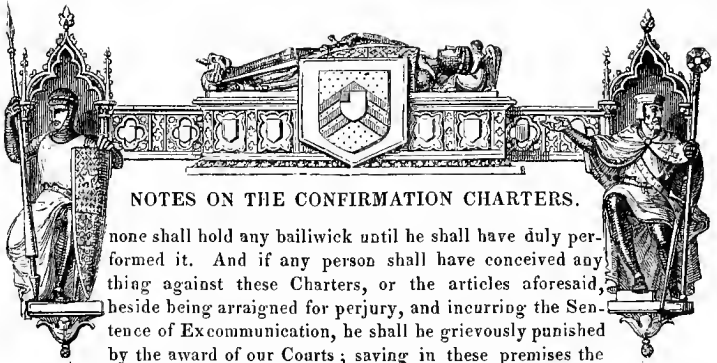 NOTES ON THE CONFIRMATION CHARTERS.
none shall hold any bailiwick until he shall have duly per-
formed it. And if any person shall have conceived any
thing against these Charters, or the articles aforesaid,
beside being arraigned for perjury, and incurring the Sen-
tence of Excommunication, he shall he grievously punished
by the award of our Courts ; saving in these premises the